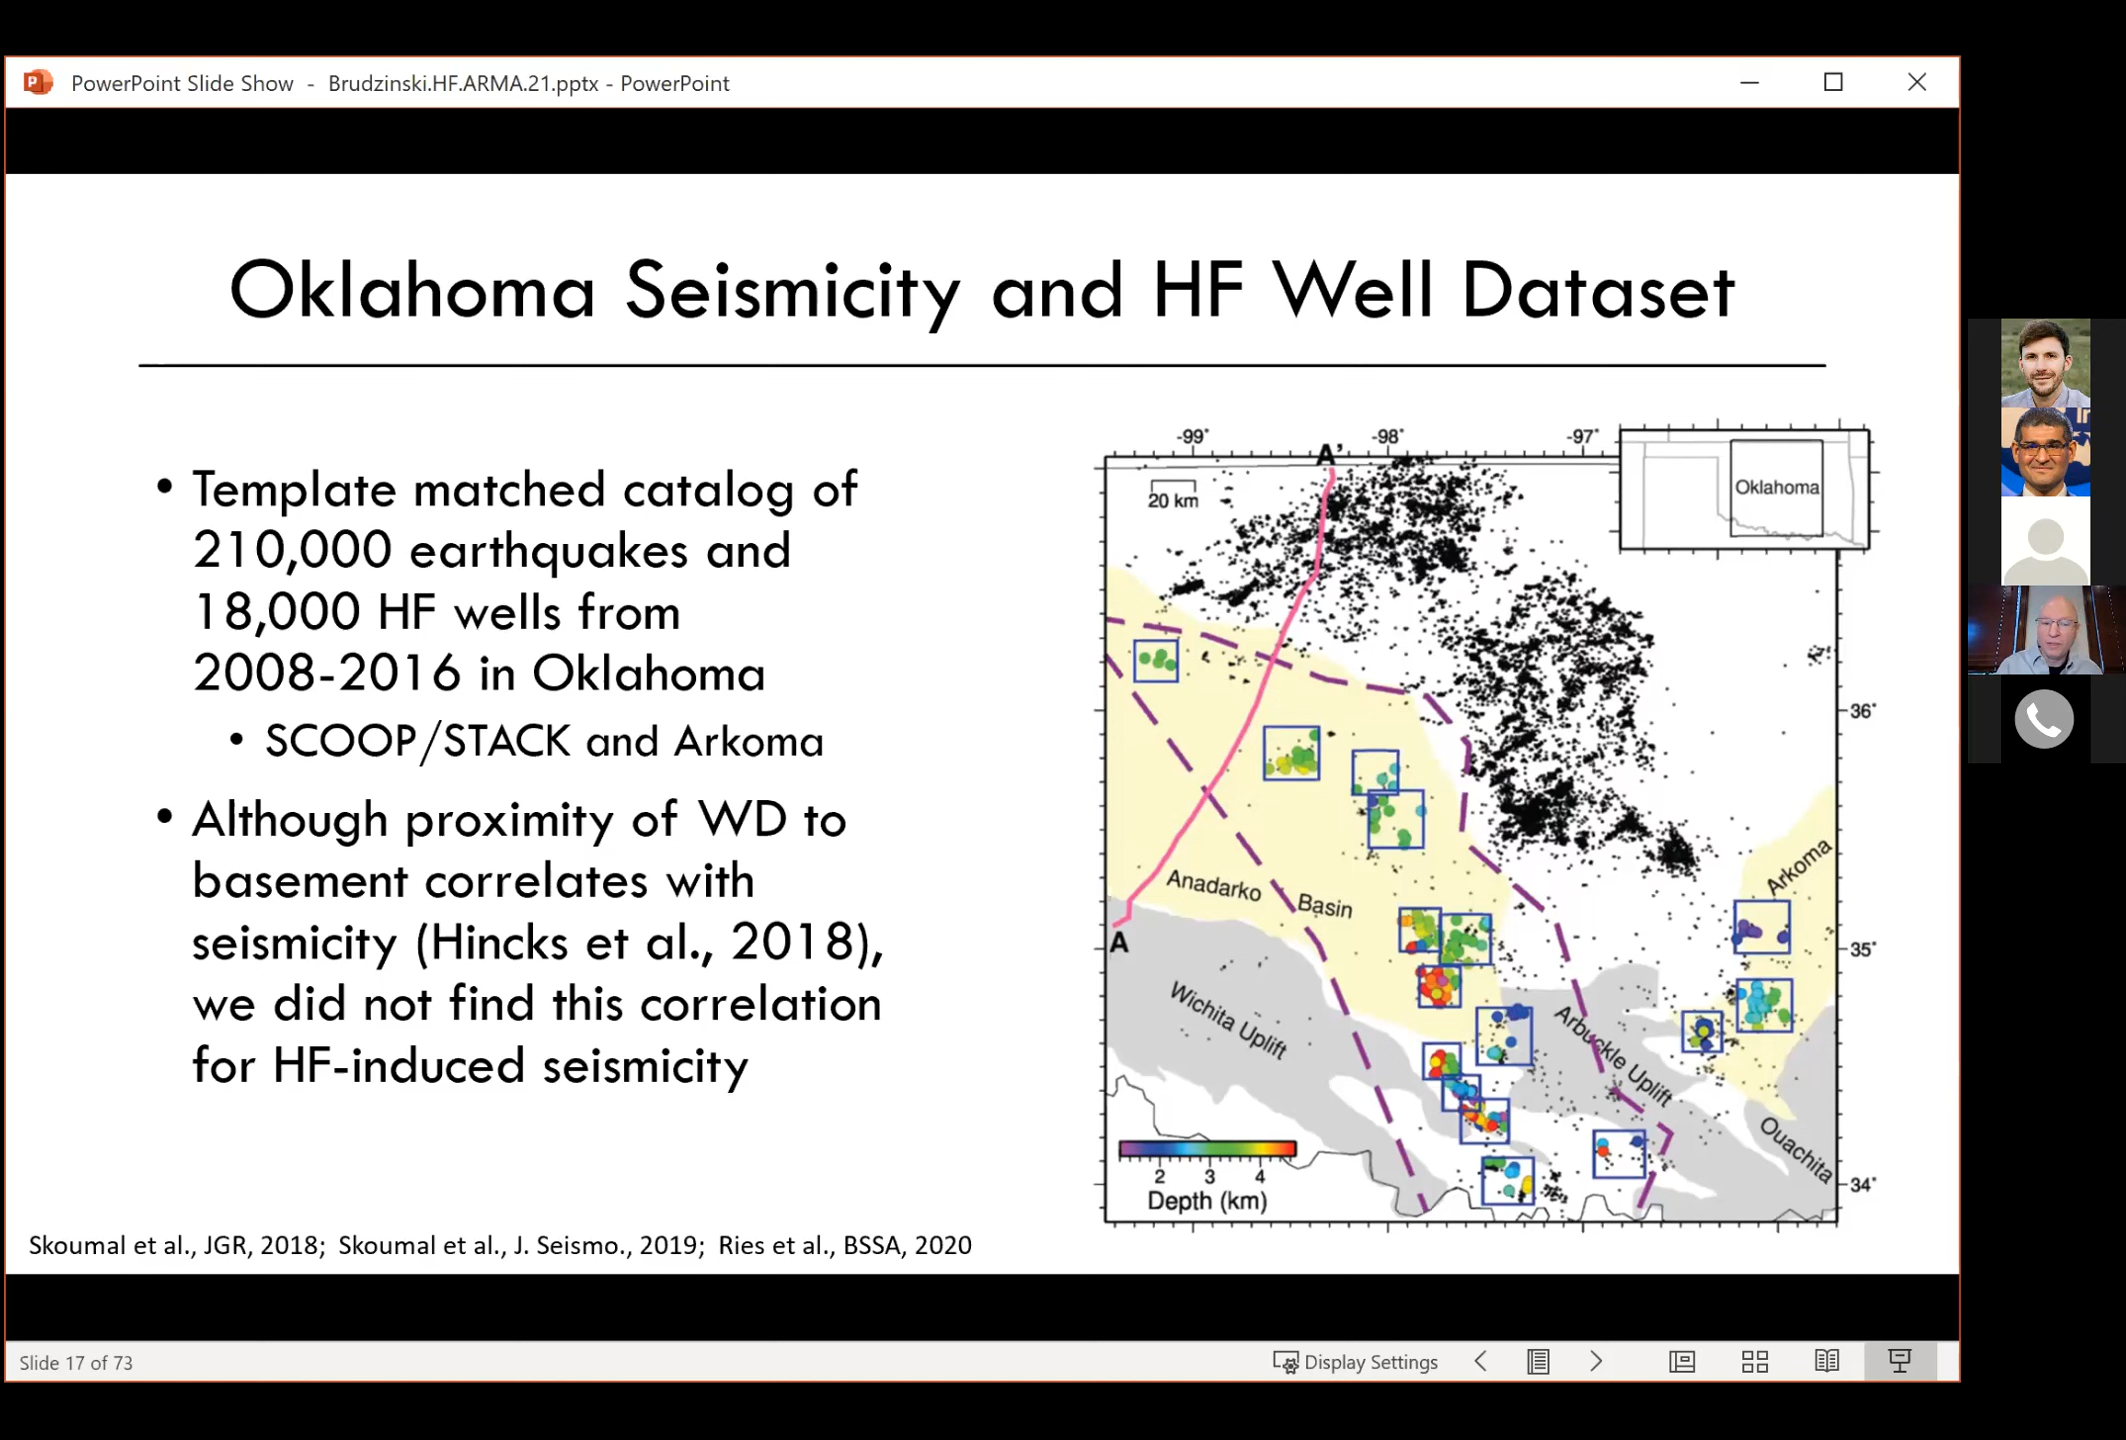 PowerPoint Slide Show - Brudzinski.HF.ARMA.21.pptx - PowerPoint
Oklahoma Seismicity and HF Well Dataset
• Template matched catalog of
210,000 earthquakes and
18,000 HF wells from
2008-2016 in Oklahoma
• SCOOP/STACK and Arkoma
• Although proximity of WD to
basement correlates with
seismicity (Hincks et al., 2018),
we did not find this correlation
for HF-induced seismicity
Skoumal et al., JGR, 2018; Skoumal et al., J. Seismo., 2019; Ries et al., BSSA, 2020
-99° -98° -97°
A'
20 km
Oklahoma
36°
Arkoma
Anadarko Basin
A
35°
Wichita Uplift
Arbuckle Uplift
Ouachita
2 3 4
Depth (km)
34°
Slide 17 of 73
Display Settings